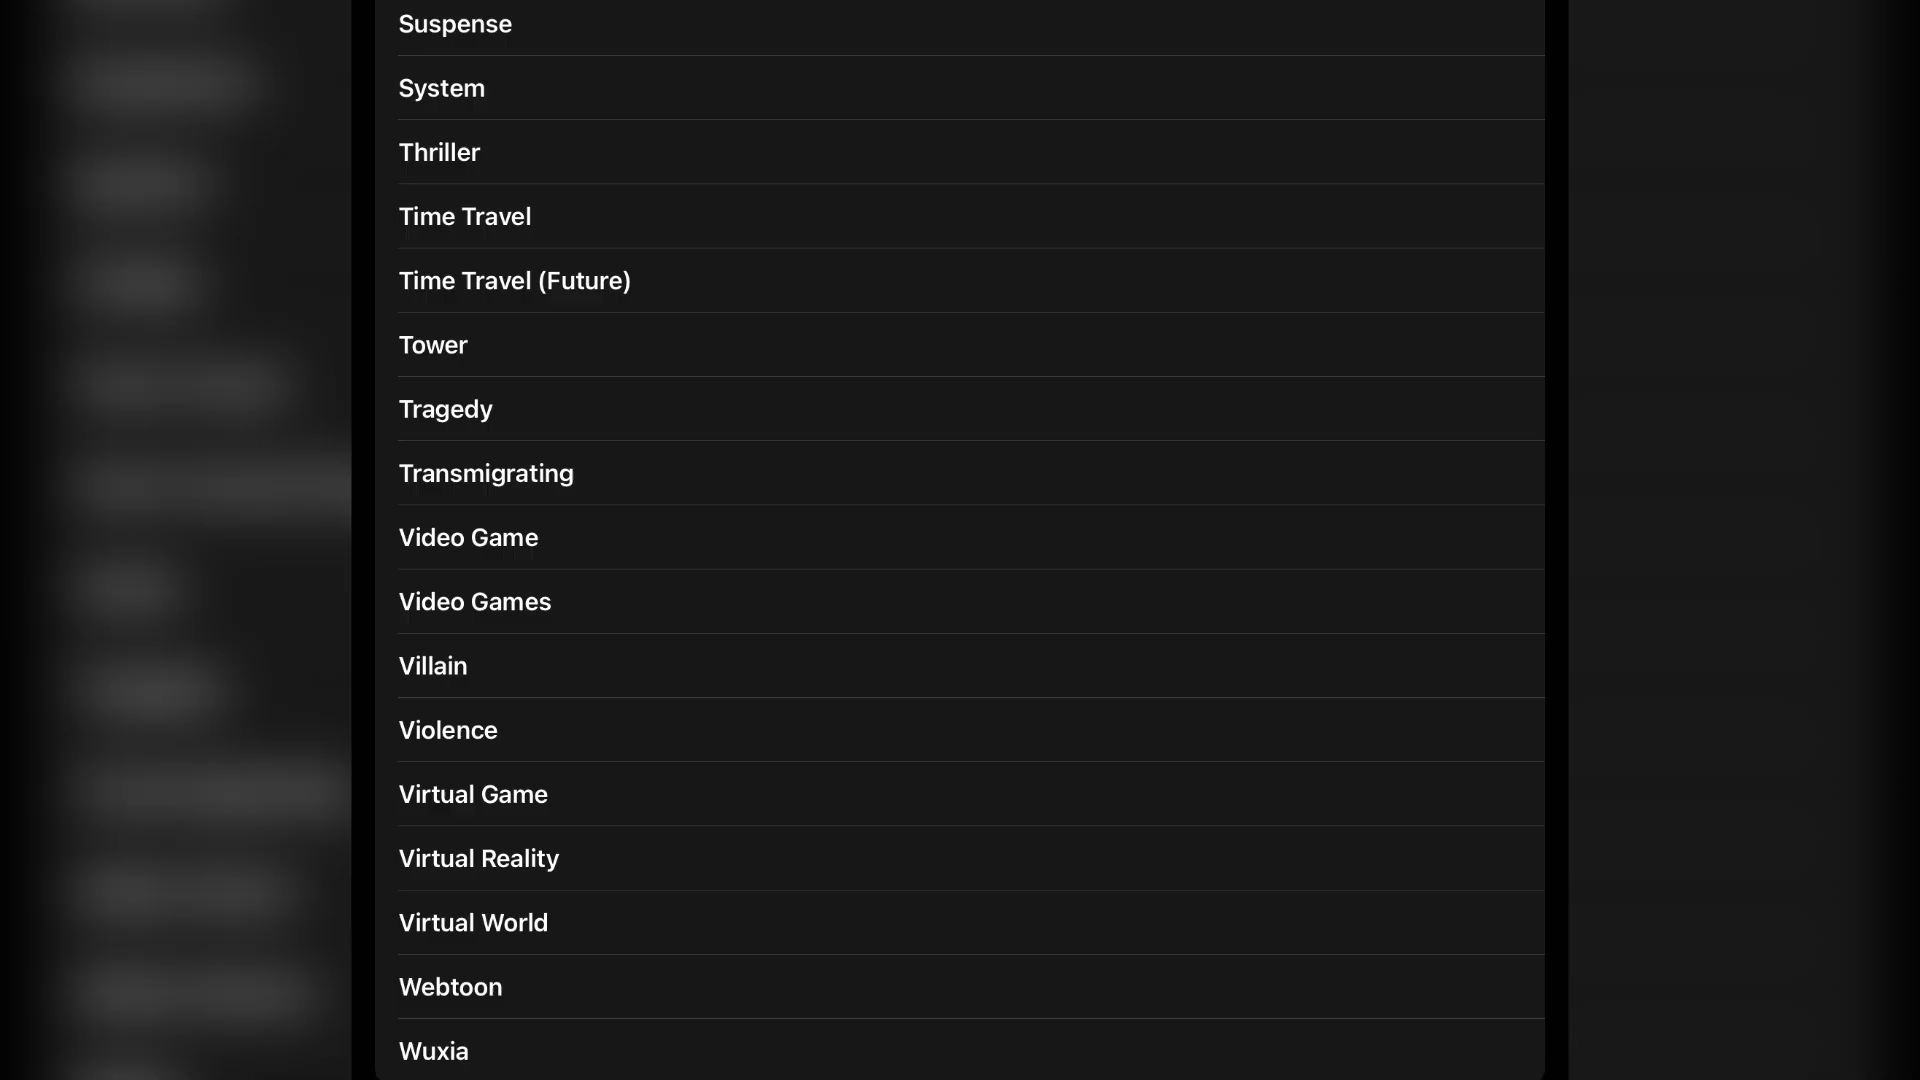 Suspense
System
Thriller
Time Travel
Time Travel (Future)
Tower
Tragedy
Transmigrating
Video Game
Video Games
Villain
Violence
Virtual Game
Virtual Reality
Virtual World
Webtoon
Wuxia